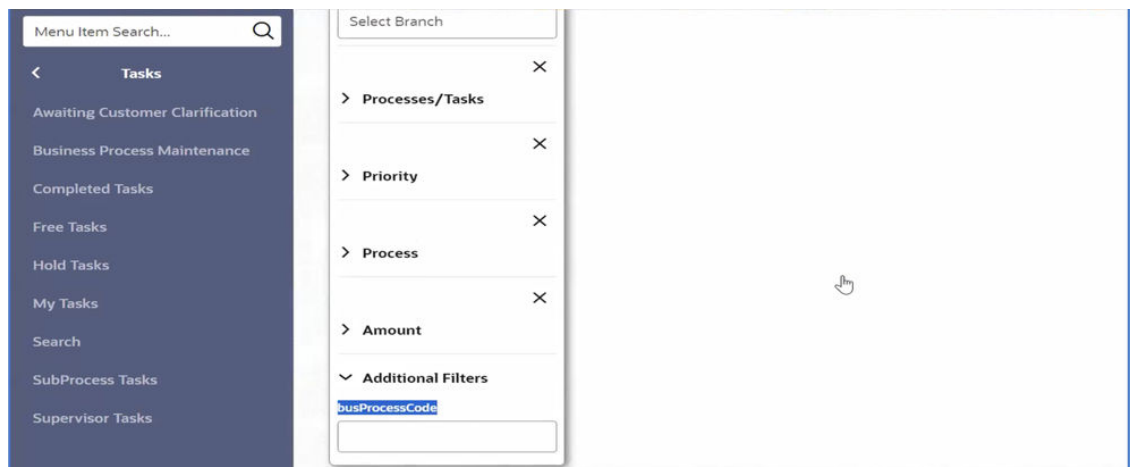 Menu Item Search...
Tasks
Awaiting Customer Clarification
Business Process Maintenance
Completed Tasks
Free Tasks
Hold Tasks
My Tasks
Search
SubProcess Tasks
Supervisor Tasks
Select Branch
Processes/Tasks
Priority
Process
Amount
Additional Filters
busProcessCode